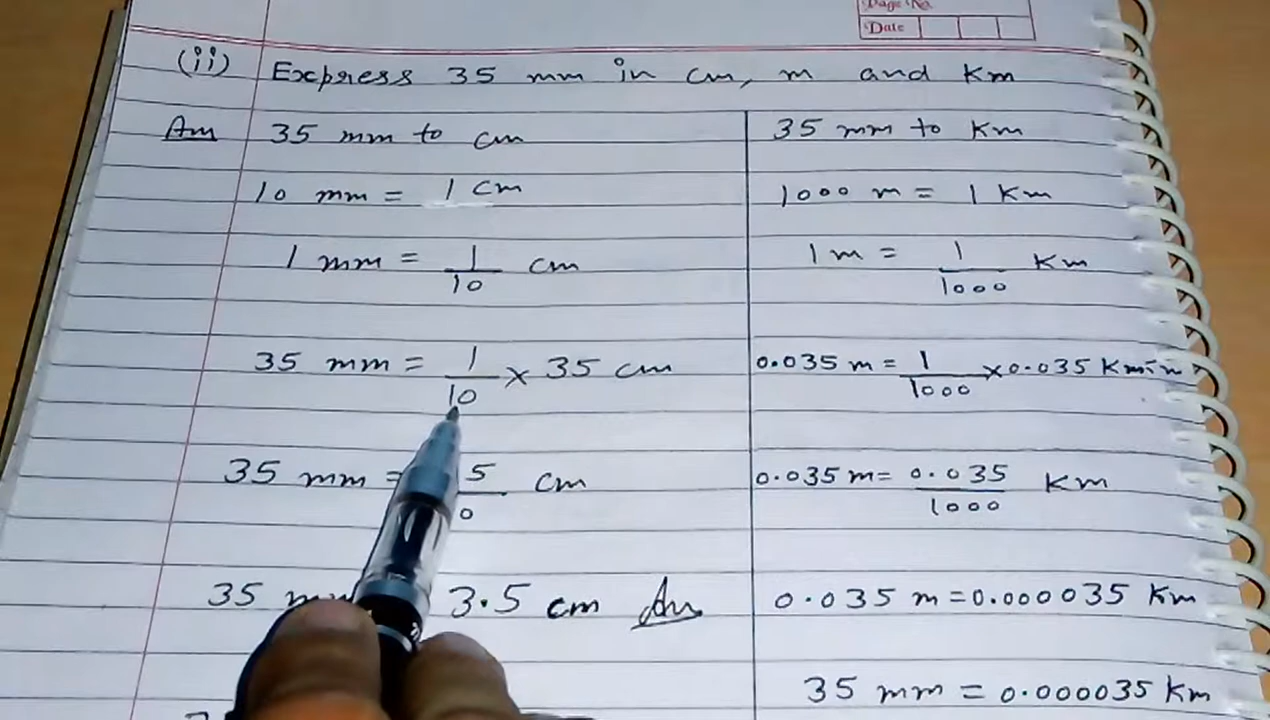 Page No.
Date
(ii) Express 35 mm in cm, m and Km
Ans 35 mm to cm
10 mm = 1 cm
1 mm = 1/10 cm
35 mm = 1/10 × 35 cm
35 mm = 5/0 cm
35 mm 3.5 cm Ans
35 mm to Km
1000 m = 1 Km
1 m = 1/1000 Km
0.035 m = 1/1000 × 0.035 Km
0.035 m = 0.035/1000 Km
0.035 m = 0.000035 Km
35 mm = 0.000035 Km